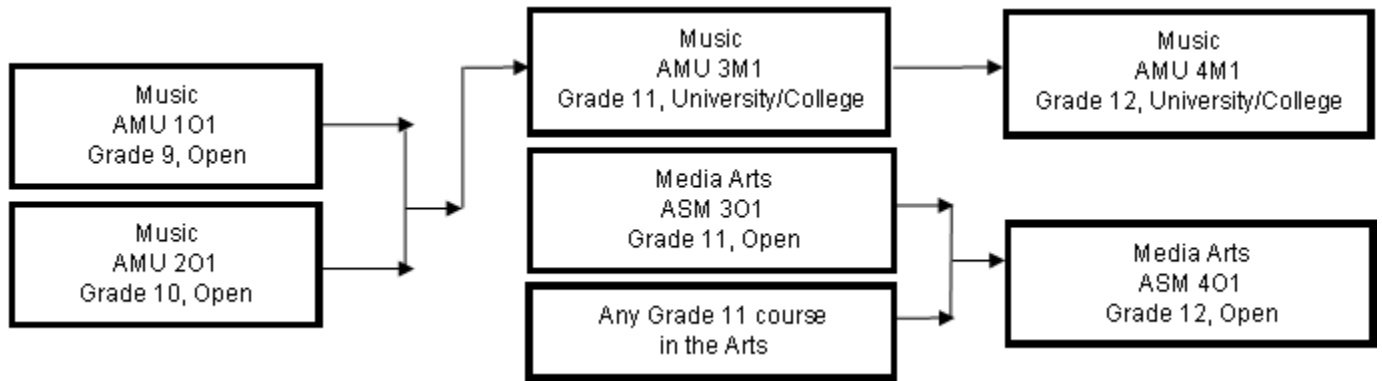 Music
AMU 1O1
Grade 9, Open
Music
AMU 2O1
Grade 10, Open
Music
AMU 3M1
Grade 11, University/College
Media Arts
ASM 3O1
Grade 11, Open
Any Grade 11 course
in the Arts
Music
AMU 4M1
Grade 12, University/College
Media Arts
ASM 4O1
Grade 12, Open